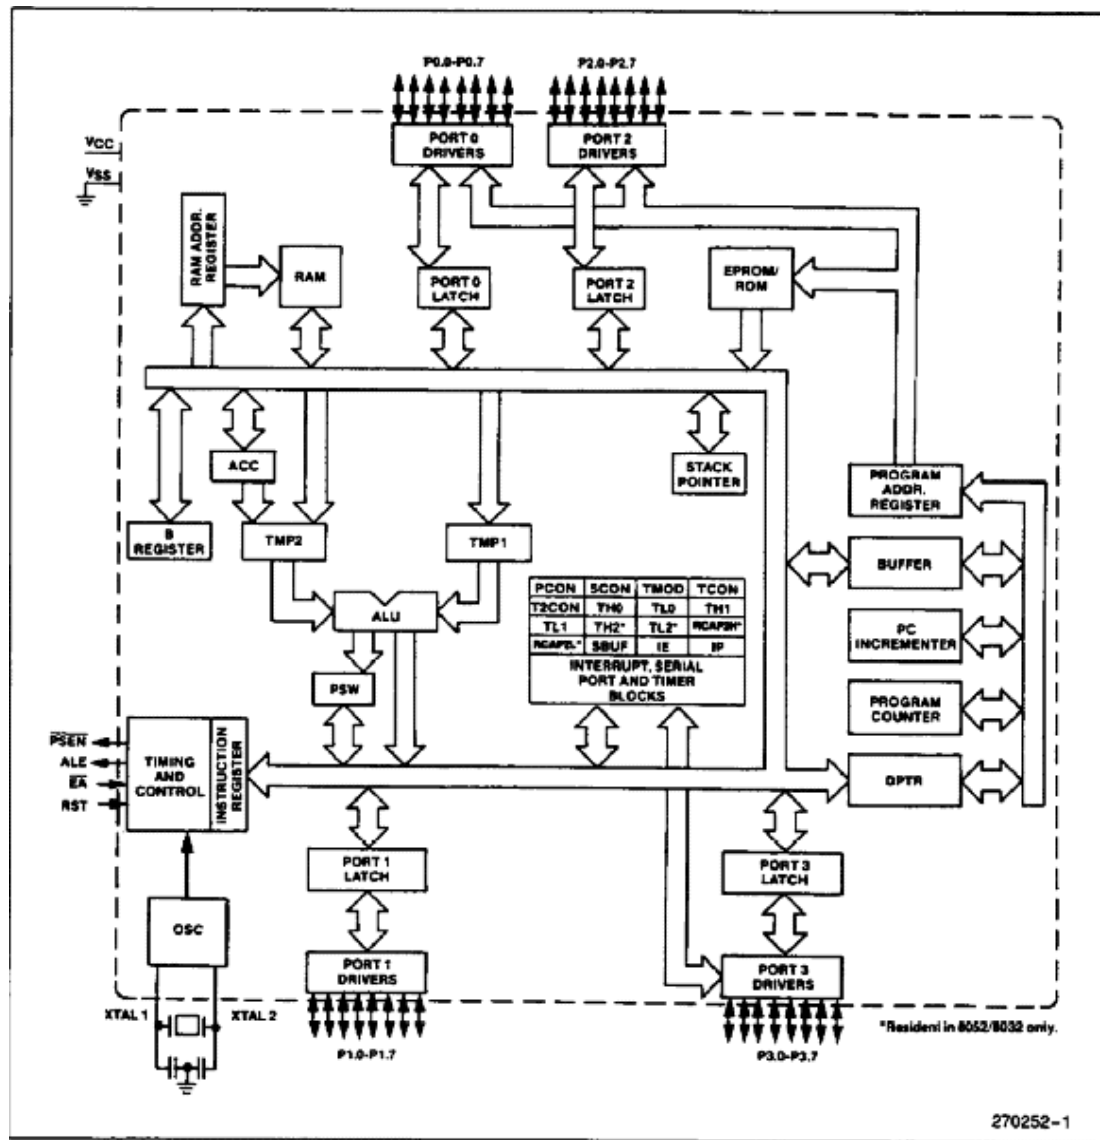 P0.0-P0.7
P2.0-P2.7
PORT 0
DRIVERS
PORT 2
DRIVERS
VCC
VSS
RAM ADDR.
REGISTER
RAM
PORT 0
LATCH
PORT 2
LATCH
EPROM/
ROM
B
REGISTER
ACC
TMP2
TMP1
ALU
PSW
STACK
POINTER
PROGRAM
ADDR.
REGISTER
BUFFER
PC
INCREMENTER
PROGRAM
COUNTER
DPTR
PCON SCON TMOD TCON
T2CON TH0 TL0 TH1
TL1 TH2* TL2* RCAP2H*
RCAP2L* SBUF IE IP
INTERRUPT, SERIAL
PORT AND TIMER
BLOCKS
PSEN
ALE
EA
RST
TIMING
AND
CONTROL
INSTRUCTION
REGISTER
OSC
XTAL 1
XTAL 2
PORT 1
LATCH
PORT 1
DRIVERS
P1.0-P1.7
PORT 3
LATCH
PORT 3
DRIVERS
P3.0-P3.7
*Resident in 8052/8032 only.
270252-1